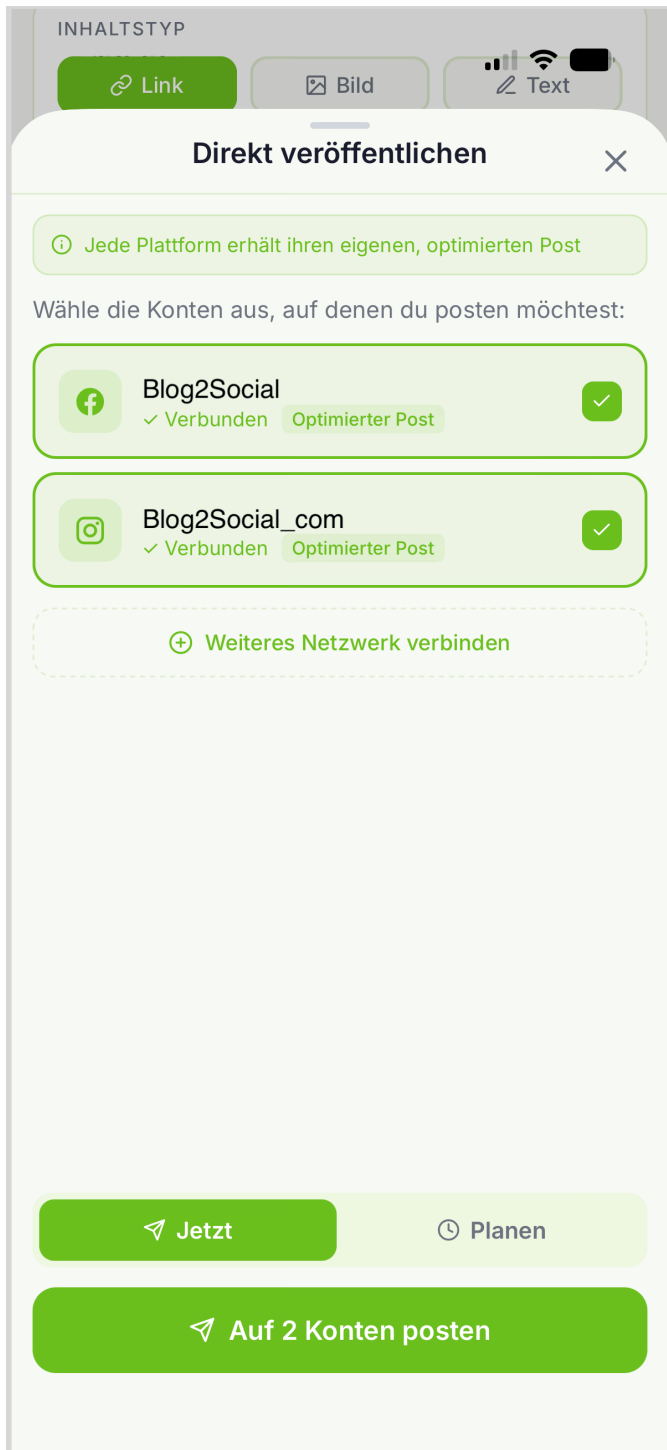 INHALTSTYP
Link
Bild
Text
Direkt veröffentlichen
Jede Plattform erhält ihren eigenen, optimierten Post
Wähle die Konten aus, auf denen du posten möchtest:
Blog2Social
Verbunden Optimierter Post
Blog2Social_com
Verbunden Optimierter Post
Weiteres Netzwerk verbinden
Jetzt
Planen
Auf 2 Konten posten